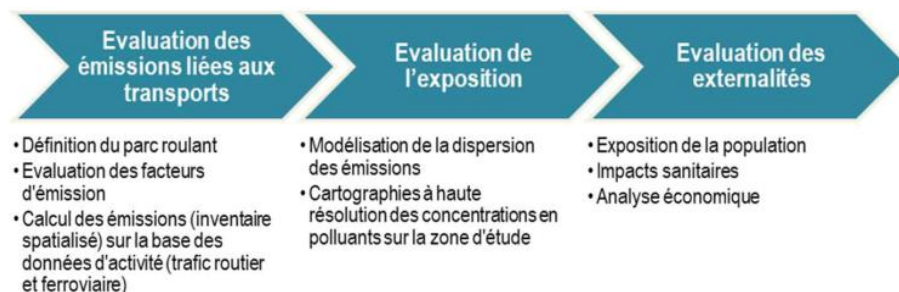 Evaluation des
émissions liées aux
transports
• Définition du parc roulant
• Evaluation des facteurs
d'émission
• Calcul des émissions (inventaire
spatialisé) sur la base des
données d'activité (trafic routier
et ferroviaire)
Evaluation de
l'exposition
• Modélisation de la dispersion
des émissions
• Cartographies à haute
résolution des concentrations en
polluants sur la zone d'étude
Evaluation des
externalités
• Exposition de la population
• Impacts sanitaires
• Analyse économique